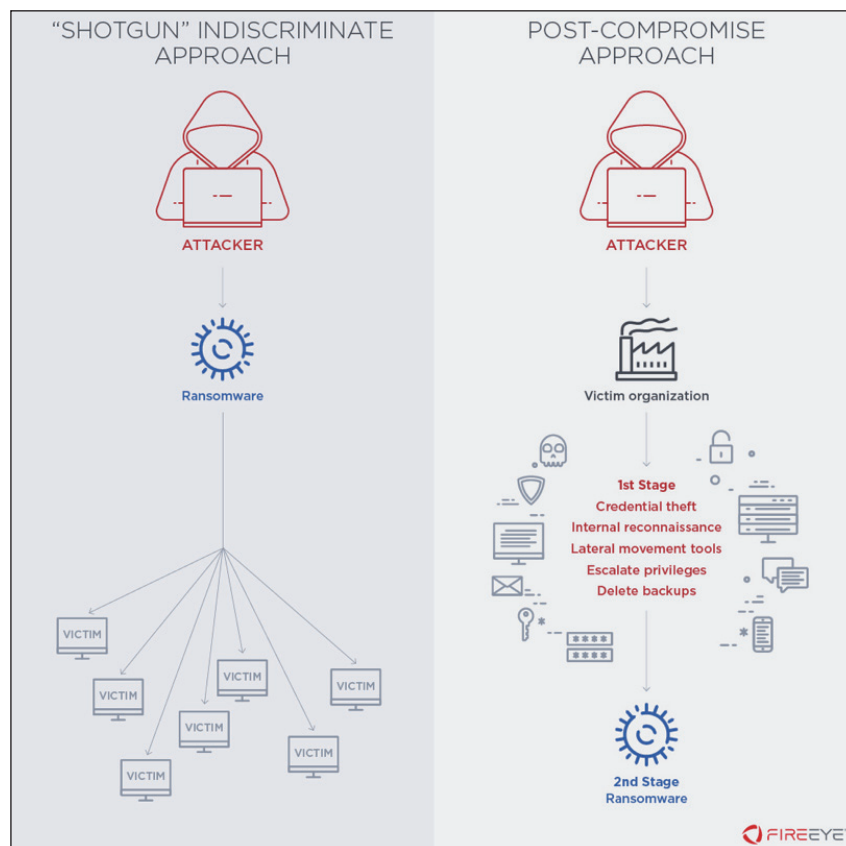 “SHOTGUN” INDISCRIMINATE
APPROACH
ATTACKER
Ransomware
VICTIM
VICTIM
VICTIM
VICTIM
VICTIM
VICTIM
VICTIM
POST-COMPROMISE
APPROACH
ATTACKER
Victim organization
1st Stage
Credential theft
Internal reconnaissance
Lateral movement tools
Escalate privileges
Delete backups
2nd Stage
Ransomware
FIREEYE